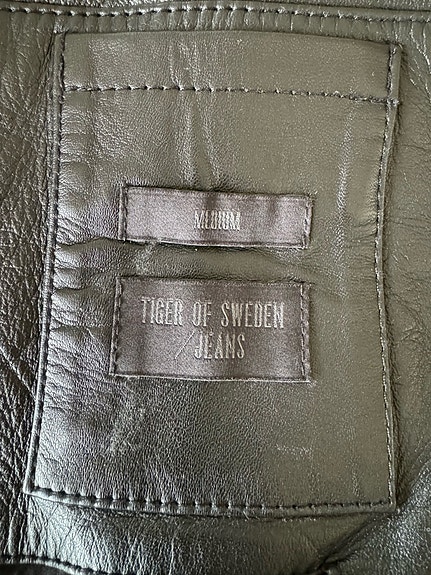 MEDIUM
TIGER OF SWEDEN
/JEANS